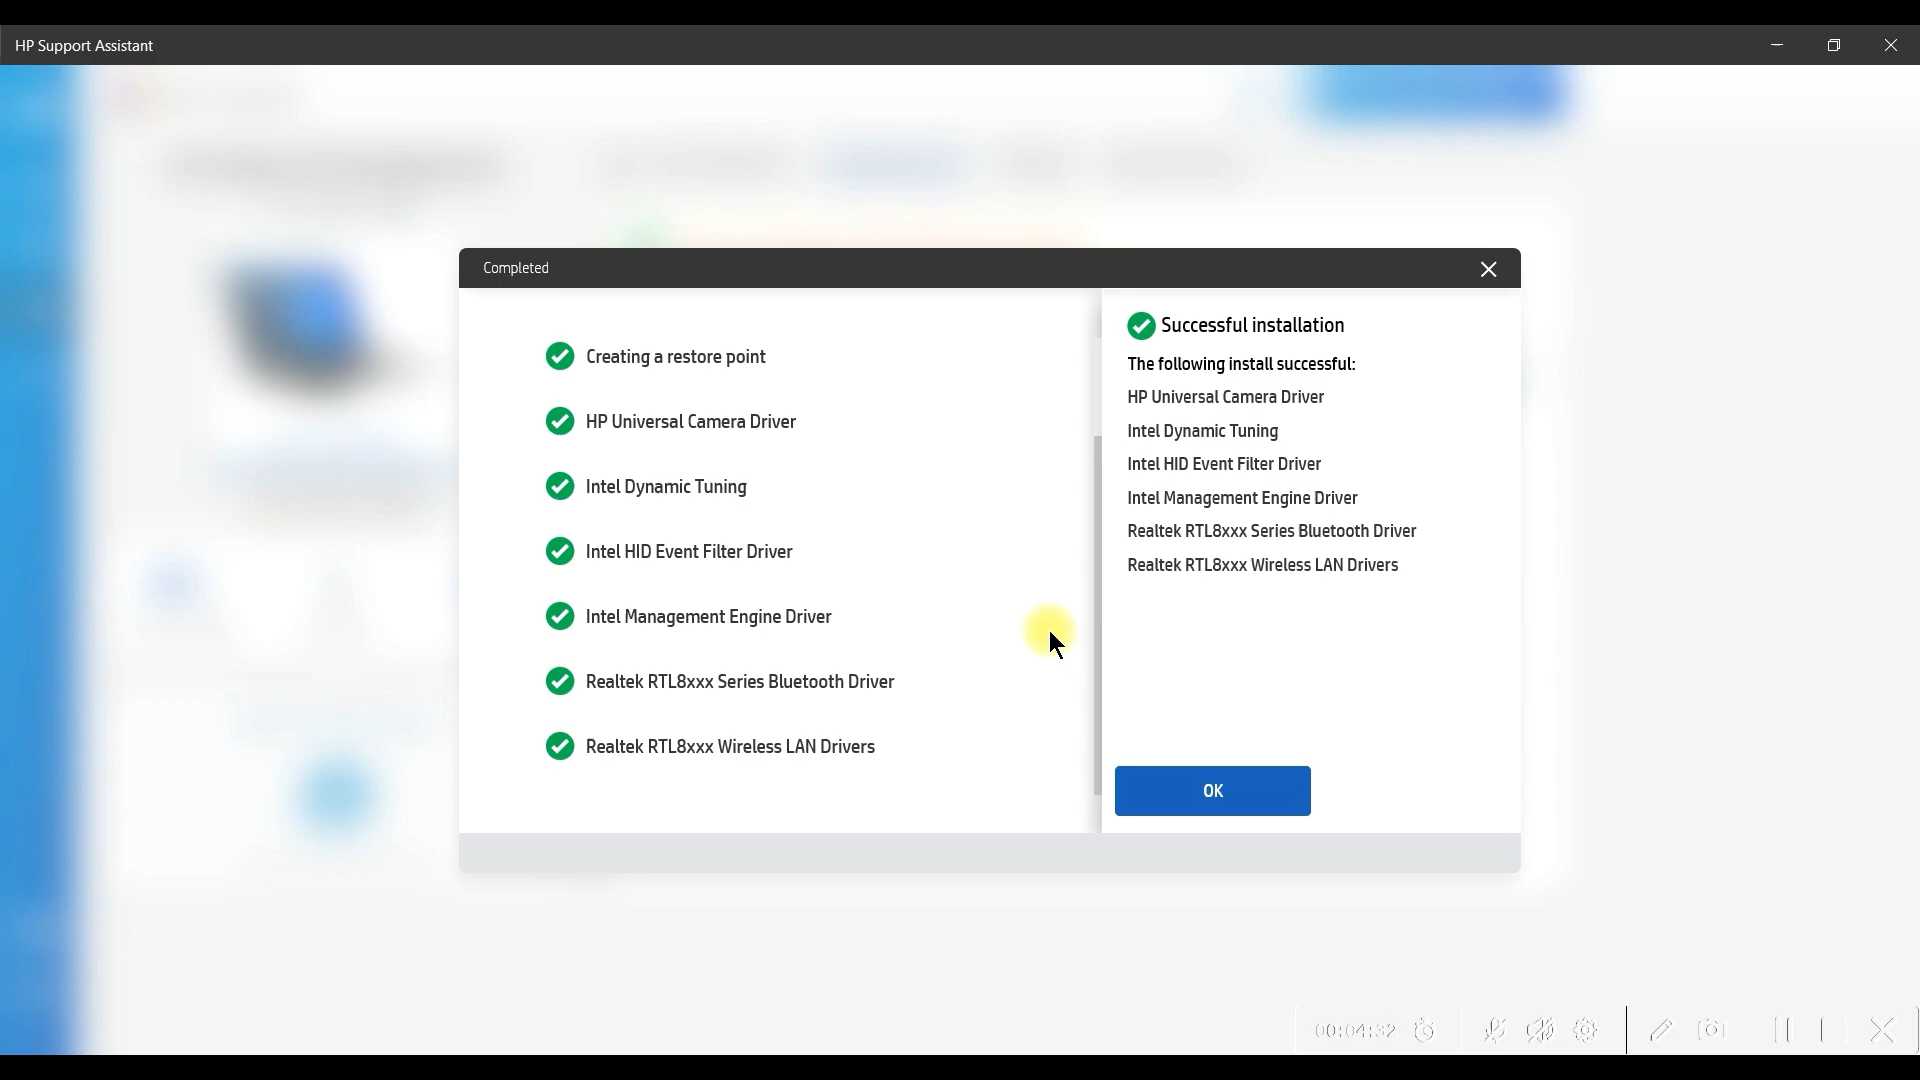 HP Support Assistant
Completed
Creating a restore point
HP Universal Camera Driver
Intel Dynamic Tuning
Intel HID Event Filter Driver
Intel Management Engine Driver
Realtek RTL8xxx Series Bluetooth Driver
Realtek RTL8xxx Wireless LAN Drivers
Successful installation
The following install successful:
HP Universal Camera Driver
Intel Dynamic Tuning
Intel HID Event Filter Driver
Intel Management Engine Driver
Realtek RTL8xxx Series Bluetooth Driver
Realtek RTL8xxx Wireless LAN Drivers
OK
00:04:32